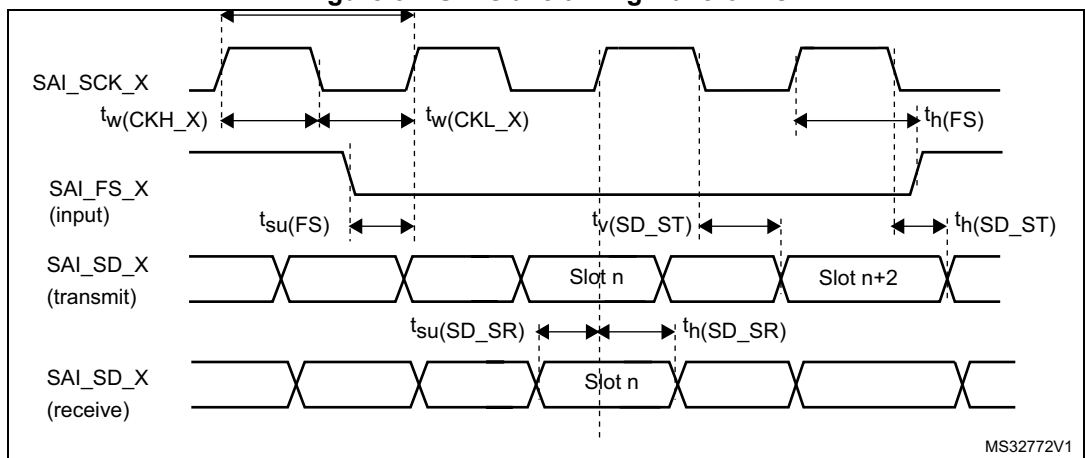 SAI_SCK_X
tw(CKH_X) tw(CKL_X) th(FS)
SAI_FS_X
(input)
tsu(FS) tv(SD_ST) th(SD_ST)
SAI_SD_X
(transmit)
Slot n Slot n+2
tsu(SD_SR) th(SD_SR)
SAI_SD_X
(receive)
Slot n
MS32772V1